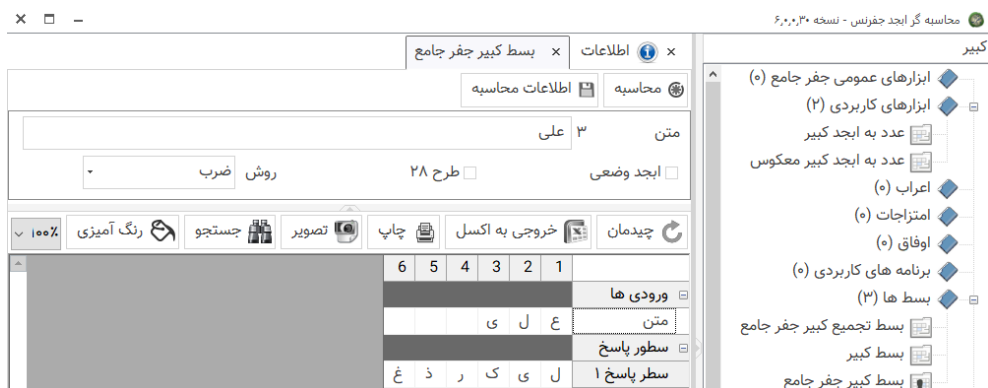 محاسبه گر ابجد جفرنس - نسخه ۶٫۰٫۰٫۳۰
کبیر
ابزارهای عمومی جفر جامع (۰)
ابزارهای کاربردی (۲)
عدد به ابجد کبیر
عدد به ابجد کبیر معکوس
اعراب (۰)
امتزاجات (۰)
اوفاق (۰)
برنامه های کاربردی (۰)
بسط ها (۳)
بسط تجمیع کبیر جفر جامع
بسط کبیر
بسط کبیر جفر جامع
اطلاعات
بسط کبیر جفر جامع
محاسبه
اطلاعات محاسبه
متن ۳ علی
ابجد وضعی طرح ۲۸ روش ضرب
چیدمان خروجی به اکسل چاپ تصویر جستجو رنگ آمیزی ۱۰۰٪
1 2 3 4 5 6
ورودی ها
متن ع ل ی
سطور پاسخ
سطر پاسخ ۱ ل ی ک ر ذ غ